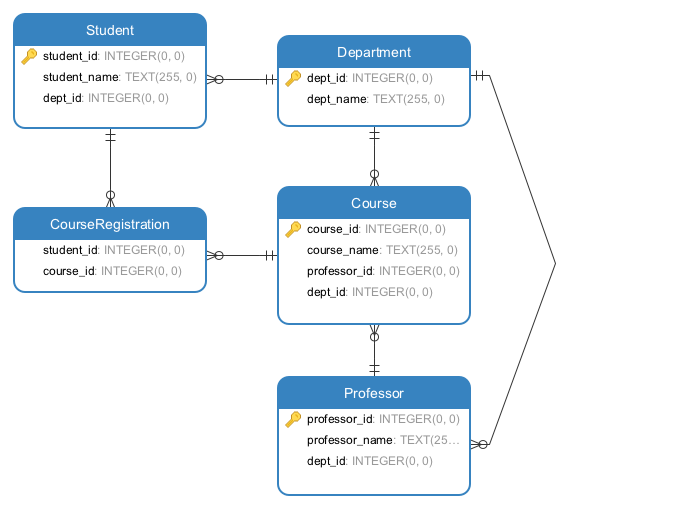 Student
student_id: INTEGER(0, 0)
student_name: TEXT(255, 0)
dept_id: INTEGER(0, 0)
Department
dept_id: INTEGER(0, 0)
dept_name: TEXT(255, 0)
CourseRegistration
student_id: INTEGER(0, 0)
course_id: INTEGER(0, 0)
Course
course_id: INTEGER(0, 0)
course_name: TEXT(255, 0)
professor_id: INTEGER(0, 0)
dept_id: INTEGER(0, 0)
Professor
professor_id: INTEGER(0, 0)
professor_name: TEXT(25...
dept_id: INTEGER(0, 0)